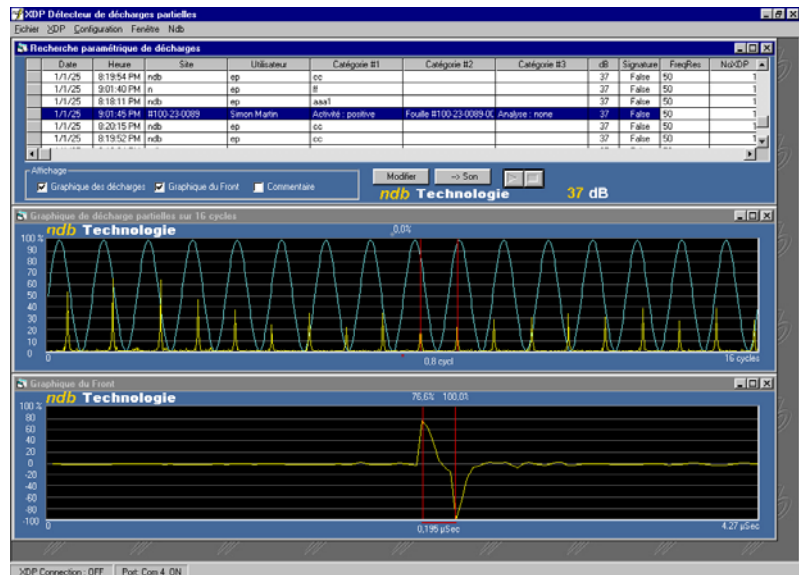 XDP Détecteur de décharges partielles
Fichier XDP Configuration Fenêtre Ndb
Recherche paramétrique de décharges
Date Heure Site Utilisateur Catégorie #1 Catégorie #2 Catégorie #3 dB Signature FreqRes NoXDP
1/1/25 8:19:54 PM ndb ep cc 37 False 50 1
1/1/25 9:01:40 PM n ep ff 37 False 50 1
1/1/25 8:18:11 PM ndb ep aaa1 37 False 50 1
1/1/25 9:01:45 PM #100-23-0089 Simon Martin Activité : positive Fouille #100-23-0089-0C Analyse : none 37 False 50 1
1/1/25 8:20:15 PM ndb ep cc 37 False 50 1
1/1/25 8:19:52 PM ndb ep cc 37 False 50 1
Affichage
Graphique des décharges Graphique du Front Commentaire
Modifier --> Son
ndb Technologie 37 dB
Graphique de décharge partielles sur 16 cycles
ndb Technologie 0,0%
100 %
90
80
70
60
50
40
30
20
10
0
0 0,8 cycl 16 cycles
Graphique du Front
ndb Technologie 76,6% 100,0%
100 %
80
60
40
20
0
-20
-40
-60
-80
-100
0 0,195 µSec 4.27 µSec
XDP Connection : OFF Port: Com 4 ON